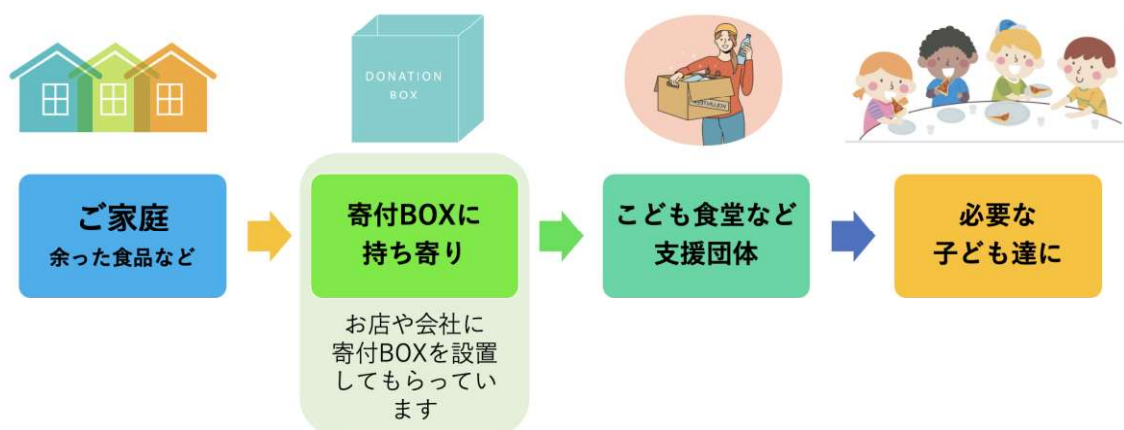 DONATION
BOX
ご家庭
余った食品など
寄付BOXに
持ち寄り
お店や会社に
寄付BOXを設置
してもらってい
ます
こども食堂など
支援団体
必要な
子ども達に